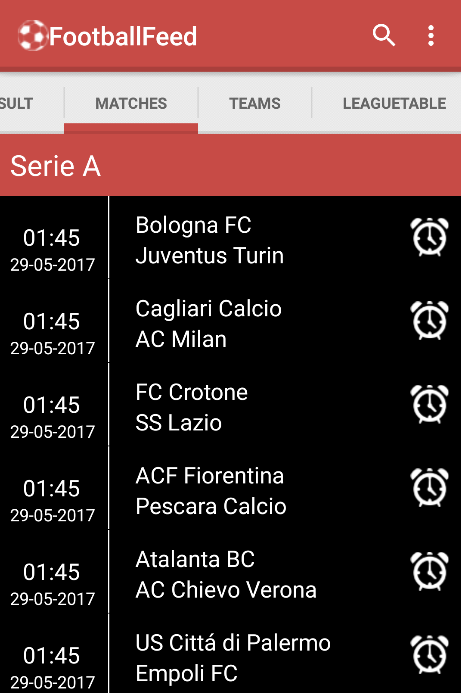 FootballFeed
SULT MATCHES TEAMS LEAGUETABLE
Serie A
01:45
29-05-2017
Bologna FC
Juventus Turin
01:45
29-05-2017
Cagliari Calcio
AC Milan
01:45
29-05-2017
FC Crotone
SS Lazio
01:45
29-05-2017
ACF Fiorentina
Pescara Calcio
01:45
29-05-2017
Atalanta BC
AC Chievo Verona
01:45
29-05-2017
US Cittá di Palermo
Empoli FC